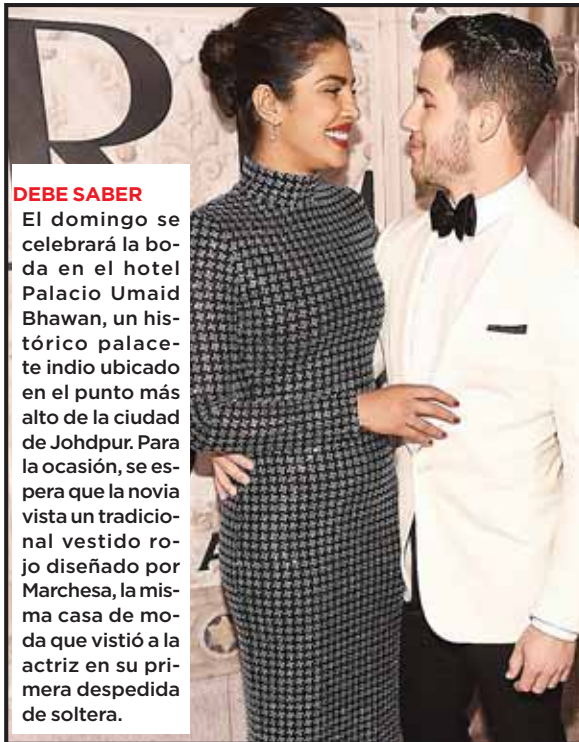 R
DEBE SABER
El domingo se
celebrará la bo-
da en el hotel
Palacio Umaid
Bhawan, un his-
tórico palace-
te indio ubicado
en el punto más
alto de la ciudad
de Johdpur. Para
la ocasión, se es-
pera que la novia
vista un tradicio-
nal vestido ro-
jo diseñado por
Marchesa, la mis-
ma casa de mo-
da que vistió a la
actriz en su pri-
mera despedida
de soltera.